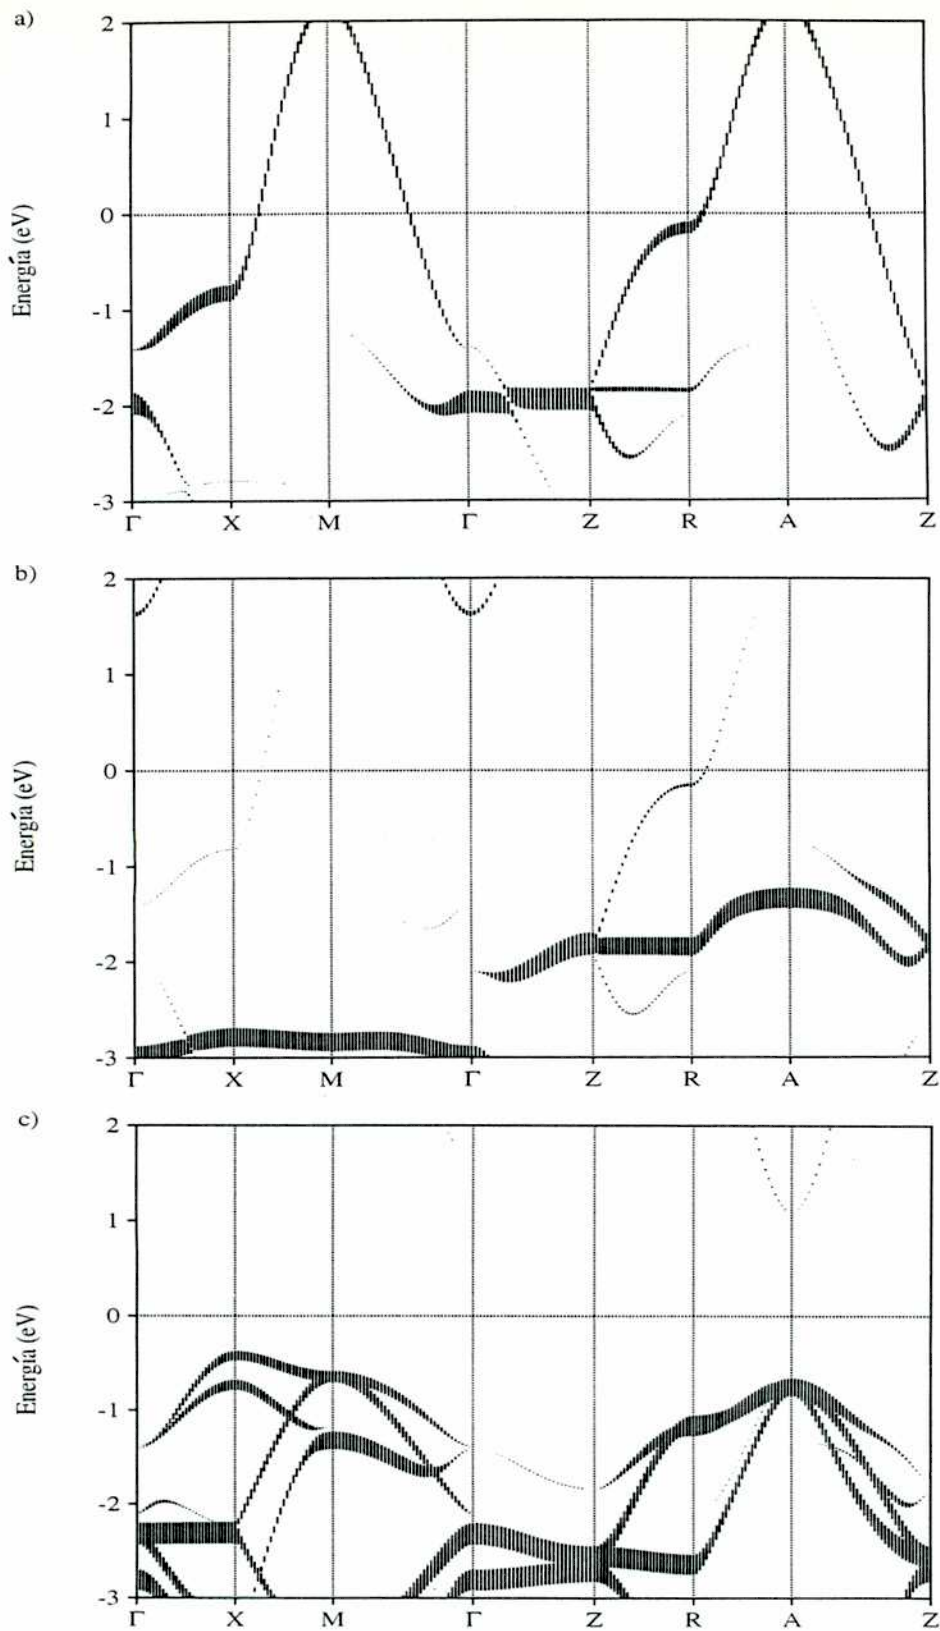 a)
2
1
0
-1
-2
-3
Energía (eV)
Γ X M Γ Z R A Z
b)
2
1
0
-1
-2
-3
Energía (eV)
Γ X M Γ Z R A Z
c)
2
1
0
-1
-2
-3
Energía (eV)
Γ X M Γ Z R A Z